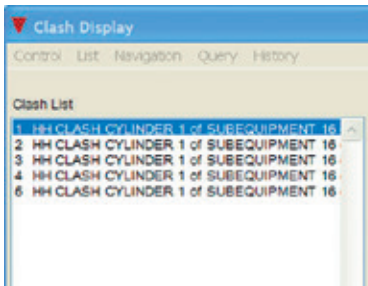 Clash Display
Control List Navigation Query History
Clash List
1 HH CLASH CYLINDER 1 of SUBEQUIPMENT 16
2 HH CLASH CYLINDER 1 of SUBEQUIPMENT 16
3 HH CLASH CYLINDER 1 of SUBEQUIPMENT 16
4 HH CLASH CYLINDER 1 of SUBEQUIPMENT 16
6 HH CLASH CYLINDER 1 of SUBEQUIPMENT 16